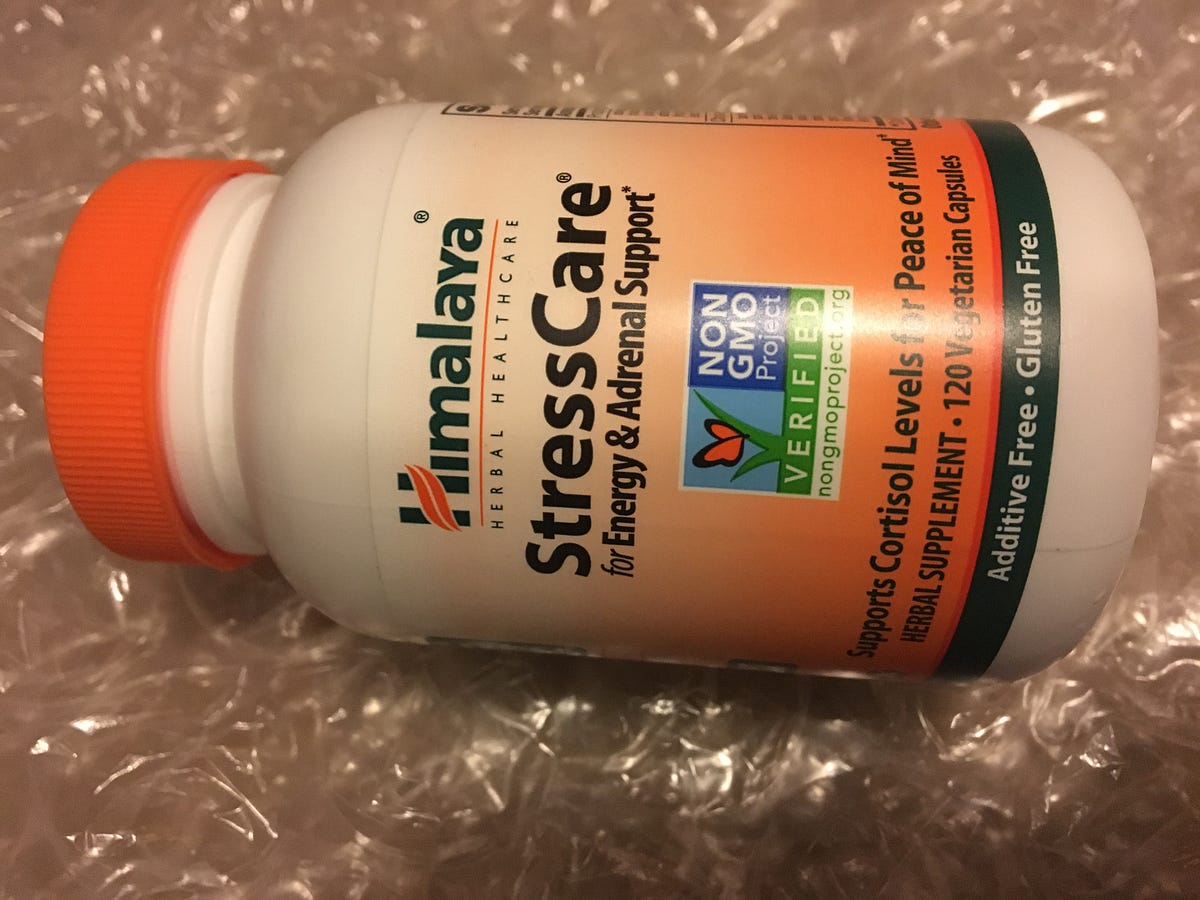 Himalaya®
HERBAL HEALTHCARE
StressCare®
for Energy & Adrenal Support*
NON
GMO
Project
VERIFIED
nongmoproject.org
Supports Cortisol Levels for Peace of Mind*
HERBAL SUPPLEMENT • 120 Vegetarian Capsules
Additive Free • Gluten Free